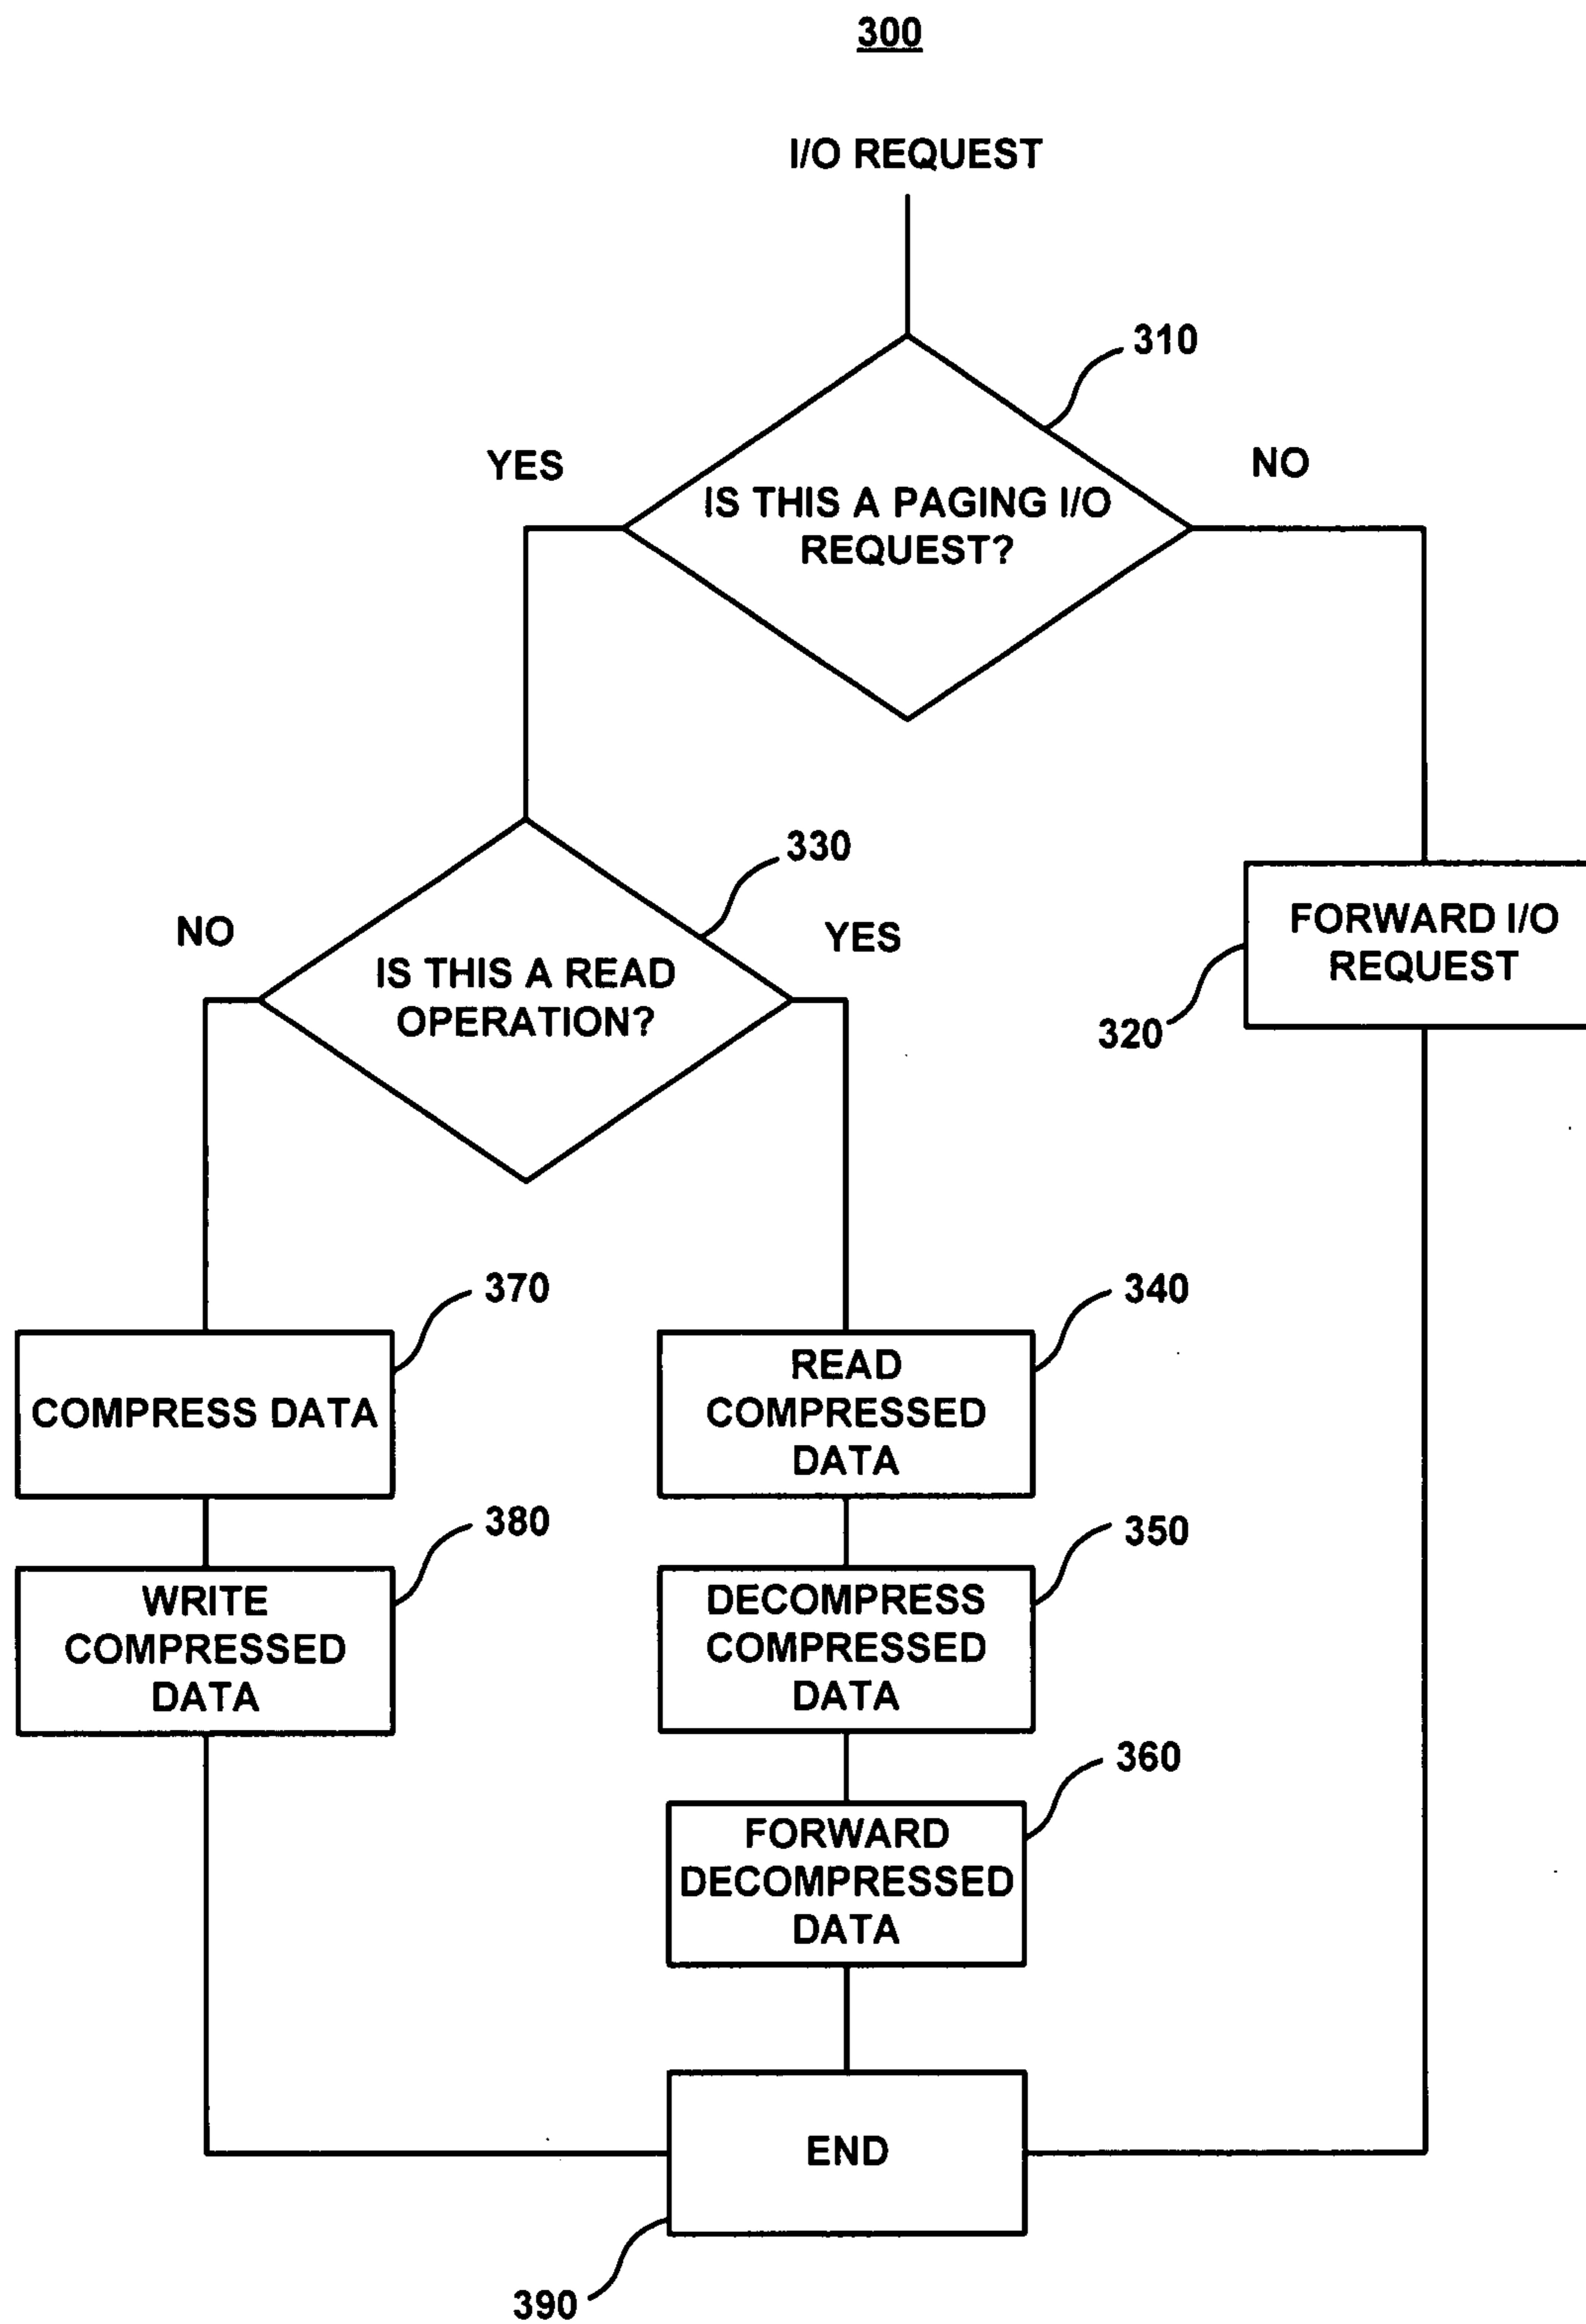 300
I/O REQUEST
310
YES
NO
IS THIS A PAGING I/O
REQUEST?
330
NO
YES
IS THIS A READ
OPERATION?
FORWARD I/O
REQUEST
320
370
340
COMPRESS DATA
READ
COMPRESSED
DATA
380
350
WRITE
COMPRESSED
DATA
DECOMPRESS
COMPRESSED
DATA
360
FORWARD
DECOMPRESSED
DATA
END
390